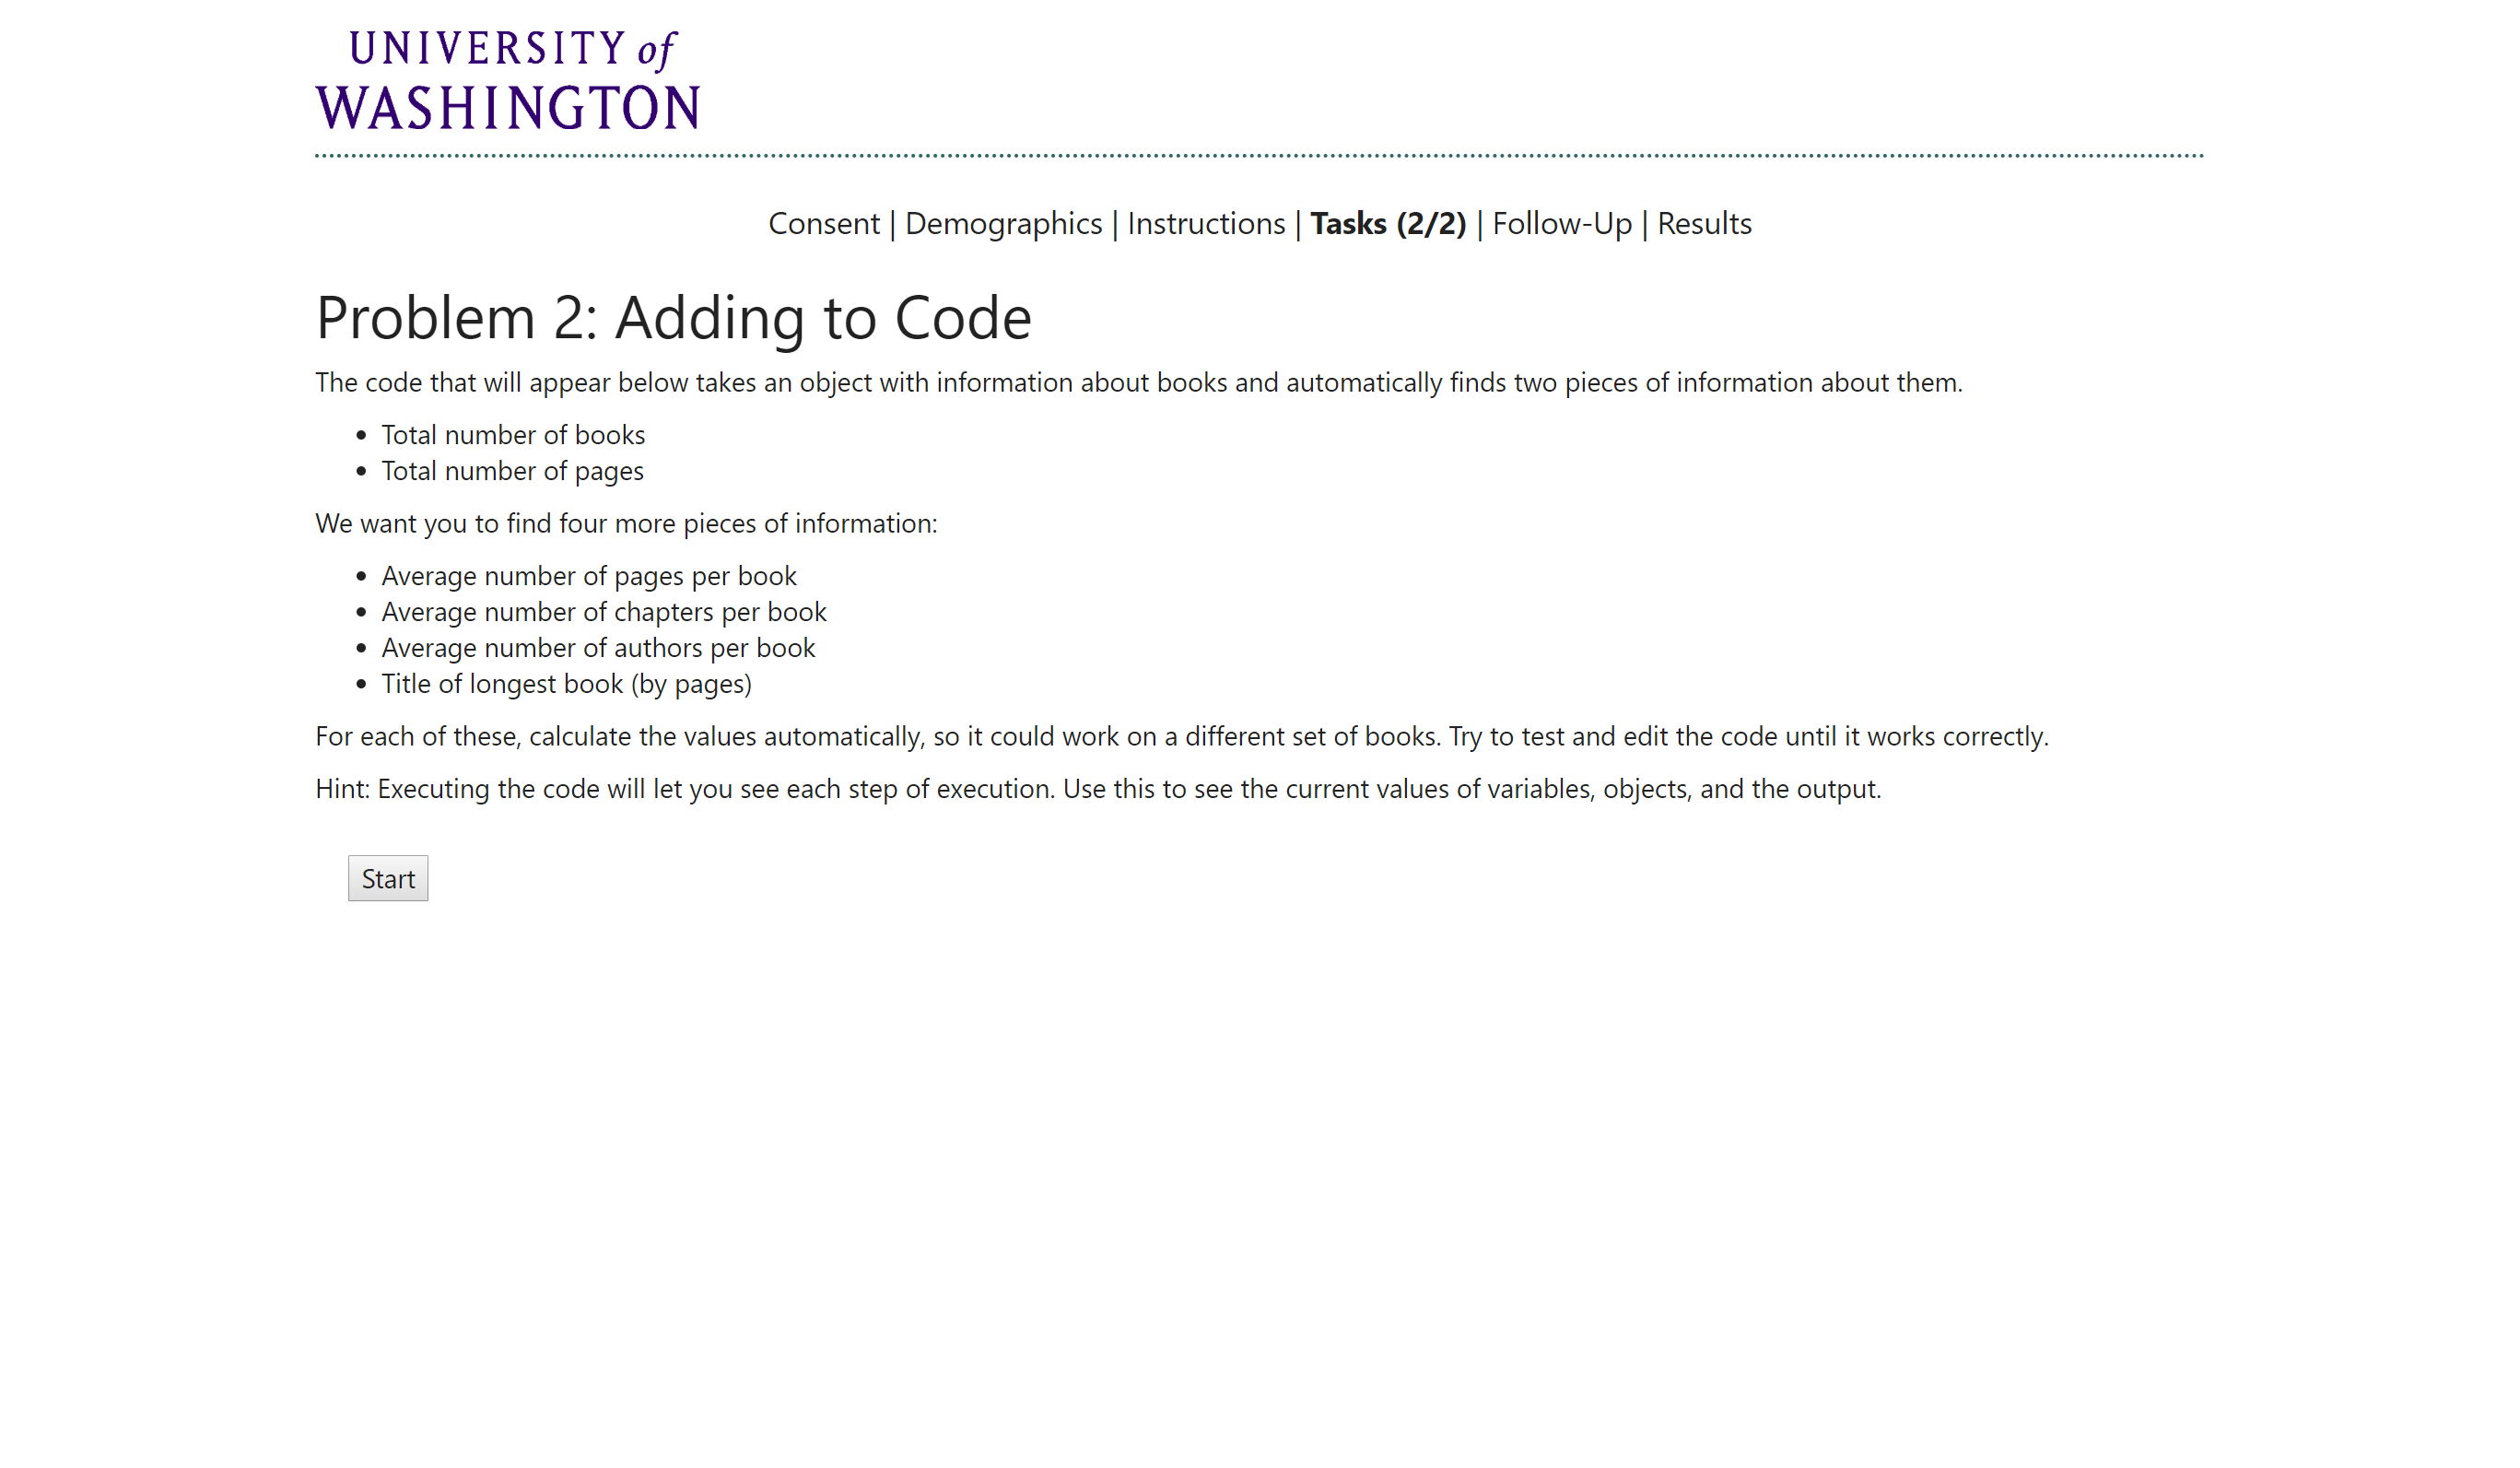 UNIVERSITY of
WASHINGTON
Consent | Demographics | Instructions | Tasks (2/2) | Follow-Up | Results
Problem 2: Adding to Code
The code that will appear below takes an object with information about books and automatically finds two pieces of information about them.
• Total number of books
• Total number of pages
We want you to find four more pieces of information:
• Average number of pages per book
• Average number of chapters per book
• Average number of authors per book
• Title of longest book (by pages)
For each of these, calculate the values automatically, so it could work on a different set of books. Try to test and edit the code until it works correctly.
Hint: Executing the code will let you see each step of execution. Use this to see the current values of variables, objects, and the output.
Start